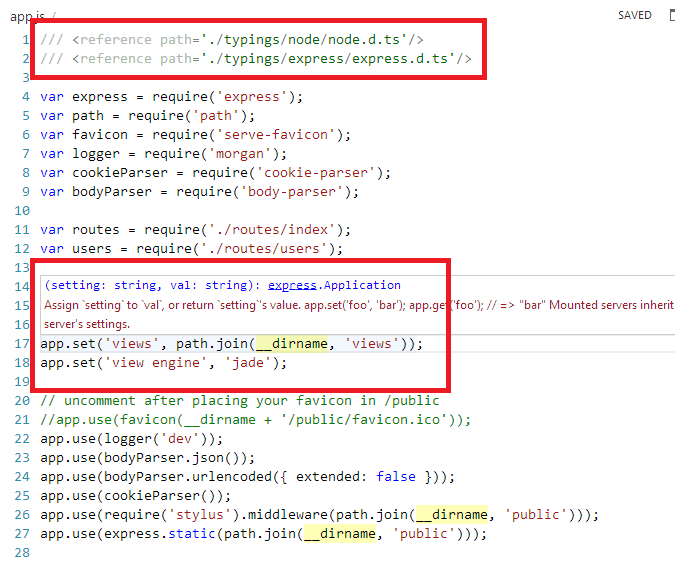 app.js / SAVED
1 /// <reference path='./typings/node/node.d.ts'/>
2 /// <reference path='./typings/express/express.d.ts'/>
3
4 var express = require('express');
5 var path = require('path');
6 var favicon = require('serve-favicon');
7 var logger = require('morgan');
8 var cookieParser = require('cookie-parser');
9 var bodyParser = require('body-parser');
10
11 var routes = require('./routes/index');
12 var users = require('./routes/users');
13
14 (setting: string, val: string): express.Application
15 Assign `setting` to `val`, or return `setting`'s value. app.set('foo', 'bar'); app.get('foo'); // => "bar" Mounted servers inherit
16 server's settings.
17 app.set('views', path.join(__dirname, 'views'));
18 app.set('view engine', 'jade');
19
20 // uncomment after placing your favicon in /public
21 //app.use(favicon(__dirname + '/public/favicon.ico'));
22 app.use(logger('dev'));
23 app.use(bodyParser.json());
24 app.use(bodyParser.urlencoded({ extended: false }));
25 app.use(cookieParser());
26 app.use(require('stylus').middleware(path.join(__dirname, 'public')));
27 app.use(express.static(path.join(__dirname, 'public')));
28